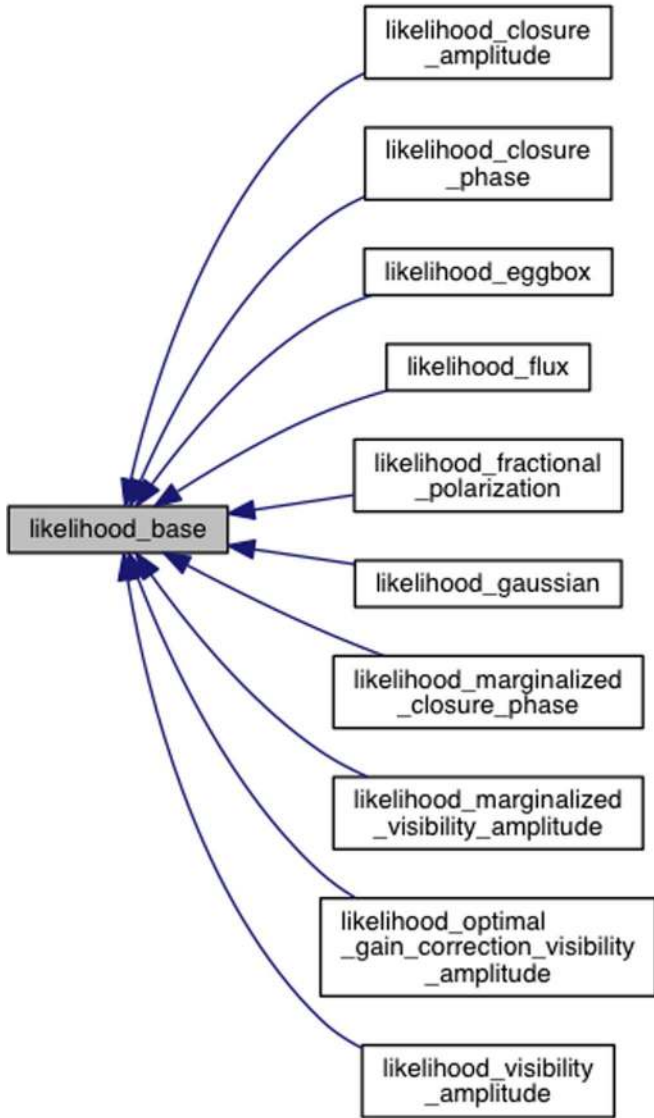 likelihood_closure
_amplitude
likelihood_closure
_phase
likelihood_eggbox
likelihood_flux
likelihood_fractional
_polarization
likelihood_base
likelihood_gaussian
likelihood_marginalized
_closure_phase
likelihood_marginalized
_visibility_amplitude
likelihood_optimal
_gain_correction_visibility
_amplitude
likelihood_visibility
_amplitude